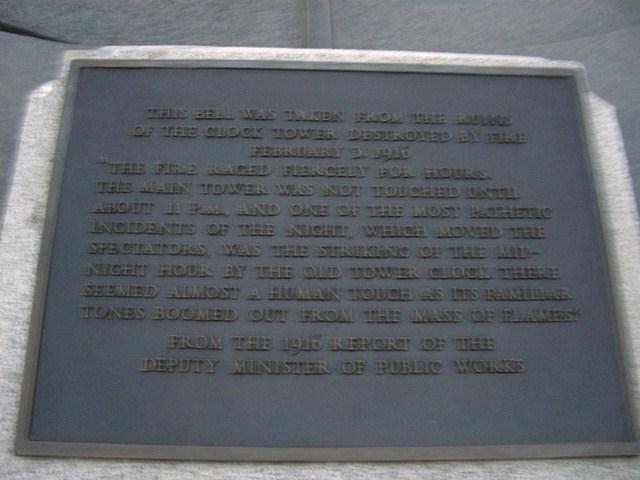 THIS BELL WAS TAKEN FROM THE RUINS
OF THE CLOCK TOWER DESTROYED BY FIRE
FEBRUARY 3. 1916
"THE FIRE RAGED FIERCELY FOR HOURS.
THE MAIN TOWER WAS NOT TOUCHED UNTIL
ABOUT 11 P.M., AND ONE OF THE MOST PATHETIC
INCIDENTS OF THE NIGHT, WHICH MOVED THE
SPECTATORS, WAS THE STRIKING OF THE MID-
NIGHT HOUR BY THE OLD TOWER CLOCK THERE
SEEMED ALMOST A HUMAN TOUCH AS ITS FAMILIAR
TONES BOOMED OUT FROM THE MASS OF FLAMES"
FROM THE 1916 REPORT OF THE
DEPUTY MINISTER OF PUBLIC WORKS